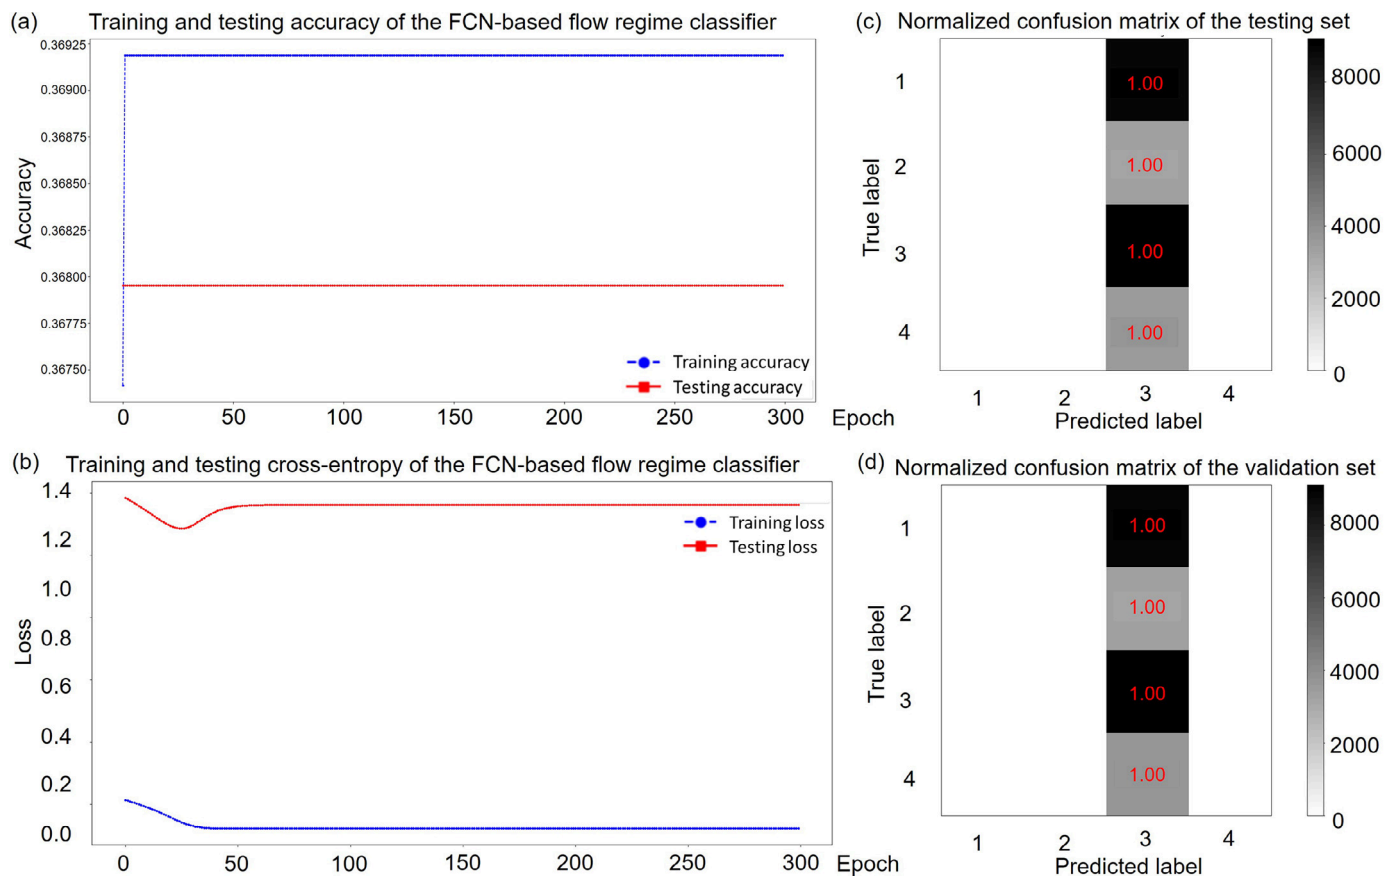 (a) Training and testing accuracy of the FCN-based flow regime classifier
0.36925
0.36900
0.36875
0.36850
0.36825
0.36800
0.36775
0.36750
Accuracy
Training accuracy
Testing accuracy
0 50 100 150 200 250 300 Epoch
(b) Training and testing cross-entropy of the FCN-based flow regime classifier
1.4
1.2
1.0
0.8
0.6
0.4
0.2
0.0
Loss
Training loss
Testing loss
0 50 100 150 200 250 300 Epoch
(c) Normalized confusion matrix of the testing set
1
2
3
4
True label
1.00
1.00
1.00
1.00
1 2 3 4
Predicted label
8000
6000
4000
2000
0
(d) Normalized confusion matrix of the validation set
1
2
3
4
True label
1.00
1.00
1.00
1.00
1 2 3 4
Predicted label
8000
6000
4000
2000
0